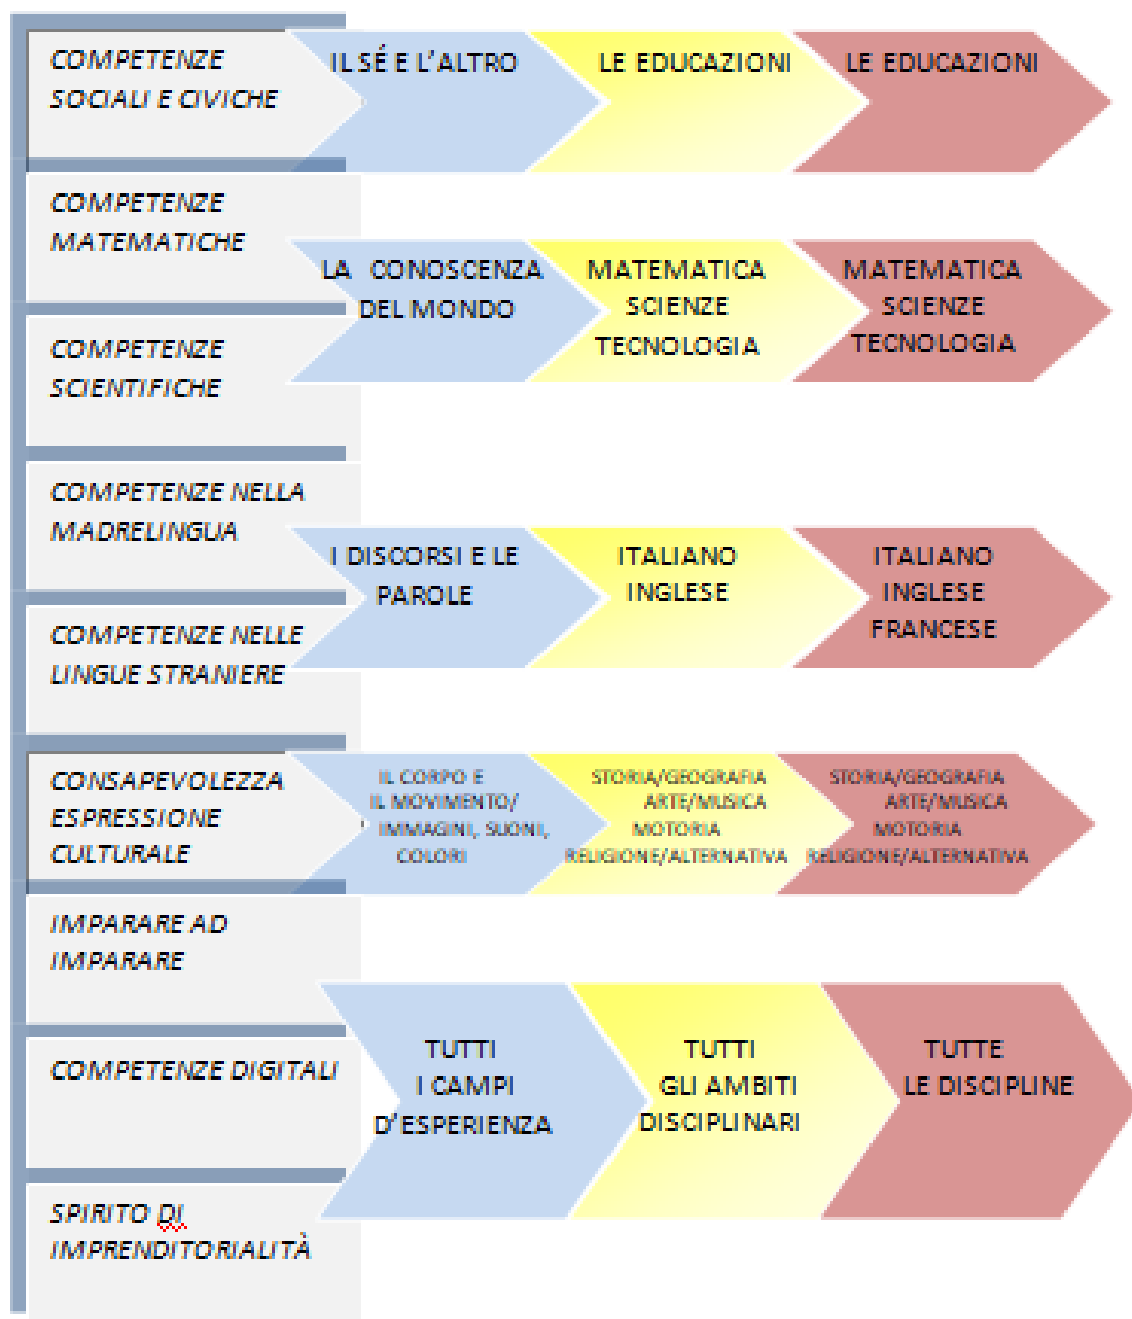 COMPETENZE
SOCIALI E CIVICHE
IL SÉ E L'ALTRO
LE EDUCAZIONI
LE EDUCAZIONI
COMPETENZE
MATEMATICHE
COMPETENZE
SCIENTIFICHE
LA CONOSCENZA
DEL MONDO
MATEMATICA
SCIENZE
TECNOLOGIA
MATEMATICA
SCIENZE
TECNOLOGIA
COMPETENZE NELLA
MADRELINGUA
COMPETENZE NELLE
LINGUE STRANIERE
I DISCORSI E LE
PAROLE
ITALIANO
INGLESE
ITALIANO
INGLESE
FRANCESE
CONSAPEVOLEZZA
ESPRESSIONE
CULTURALE
IL CORPO E
IL MOVIMENTO/
IMMAGINI, SUONI,
COLORI
STORIA/GEOGRAFIA
ARTE/MUSICA
MOTORIA
RELIGIONE/ALTERNATIVA
STORIA/GEOGRAFIA
ARTE/MUSICA
MOTORIA
RELIGIONE/ALTERNATIVA
IMPARARE AD
IMPARARE
COMPETENZE DIGITALI
SPIRITO DI
IMPRENDITORIALITÀ
TUTTI
I CAMPI
D'ESPERIENZA
TUTTI
GLI AMBITI
DISCIPLINARI
TUTTE
LE DISCIPLINE